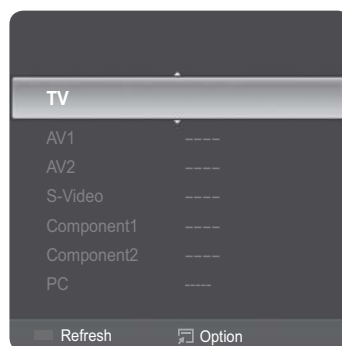 TV
AV1 ----
AV2 ----
S-Video ----
Component1 ----
Component2 ----
PC -----
Refresh Option